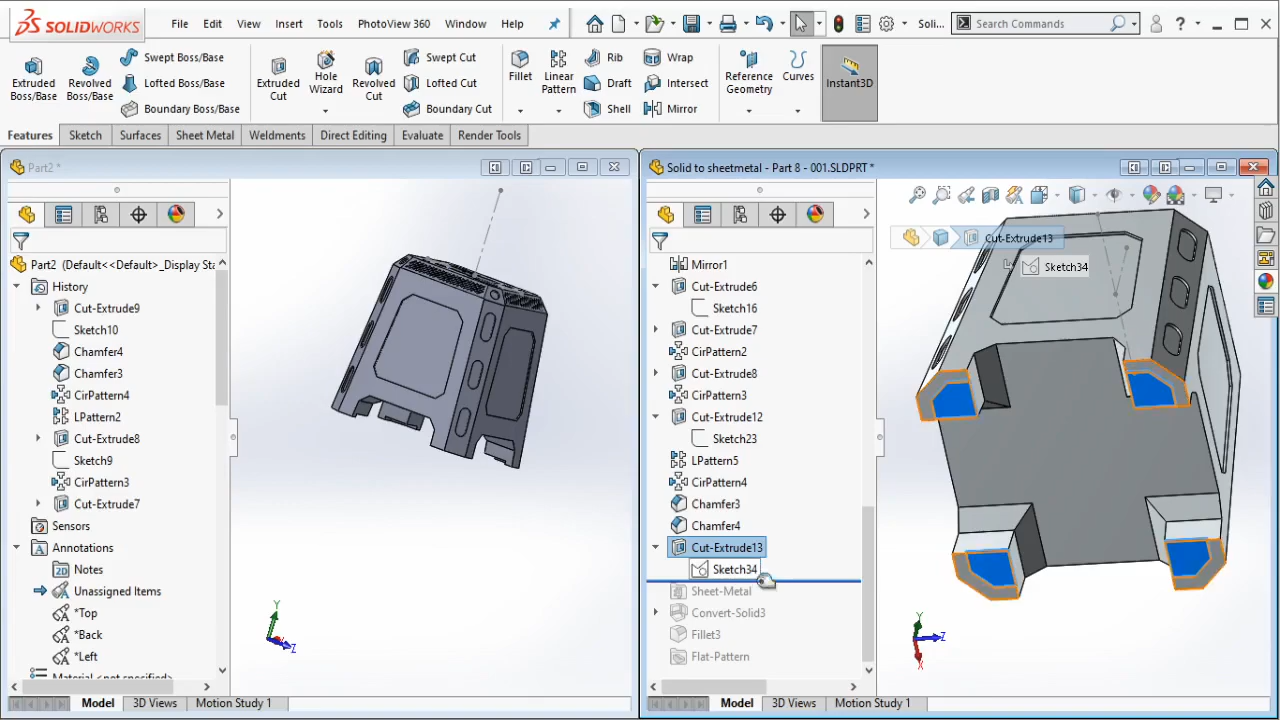 SOLIDWORKS File Edit View Insert Tools PhotoView 360 Window Help Soli... Search Commands
Extruded Boss/Base
Revolved Boss/Base
Swept Boss/Base
Lofted Boss/Base
Boundary Boss/Base
Extruded Cut
Hole Wizard
Revolved Cut
Swept Cut
Lofted Cut
Boundary Cut
Fillet
Linear Pattern
Rib
Draft
Shell
Wrap
Intersect
Mirror
Reference Geometry
Curves
Instant3D
Features Sketch Surfaces Sheet Metal Weldments Direct Editing Evaluate Render Tools
Part2 *
Part2 (Default<<Default>_Display Sta
History
Cut-Extrude9
Sketch10
Chamfer4
Chamfer3
CirPattern4
LPattern2
Cut-Extrude8
Sketch9
CirPattern3
Cut-Extrude7
Sensors
Annotations
Notes
Unassigned Items
*Top
*Back
*Left
Material <not specified>
Y
Z
Model 3D Views Motion Study 1
Solid to sheetmetal - Part 8 - 001.SLDPRT *
Mirror1
Cut-Extrude6
Sketch16
Cut-Extrude7
CirPattern2
Cut-Extrude8
CirPattern3
Cut-Extrude12
Sketch23
LPattern5
CirPattern4
Chamfer3
Chamfer4
Cut-Extrude13
Sketch34
Sheet-Metal
Convert-Solid3
Fillet3
Flat-Pattern
Cut-Extrude13
Sketch34
Y
Z
X
Model 3D Views Motion Study 1